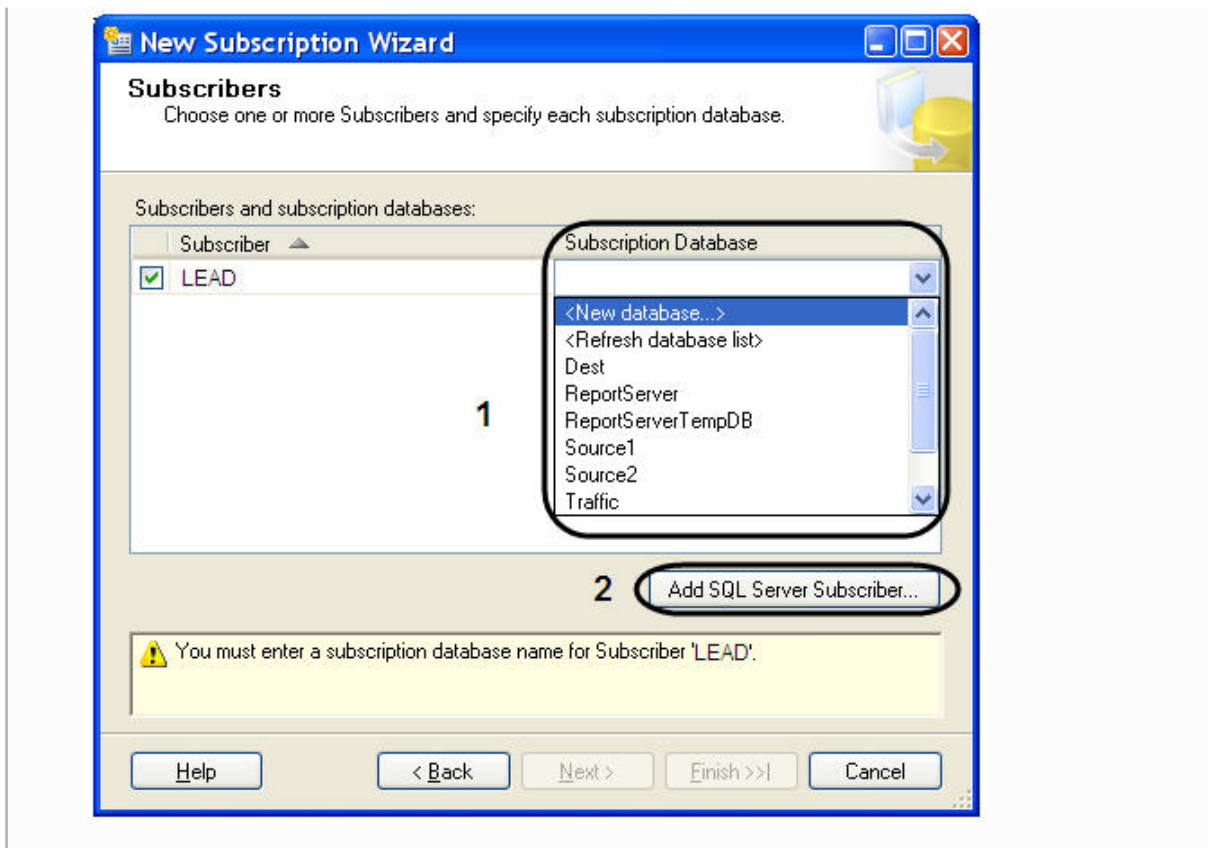 New Subscription Wizard
Subscribers
Choose one or more Subscribers and specify each subscription database.
Subscribers and subscription databases:
Subscriber Subscription Database
LEAD
<New database...>
<Refresh database list>
Dest
ReportServer
1
ReportServerTempDB
Source1
Source2
Traffic
2 Add SQL Server Subscriber...
You must enter a subscription database name for Subscriber 'LEAD'.
Help < Back Next > Finish >>| Cancel